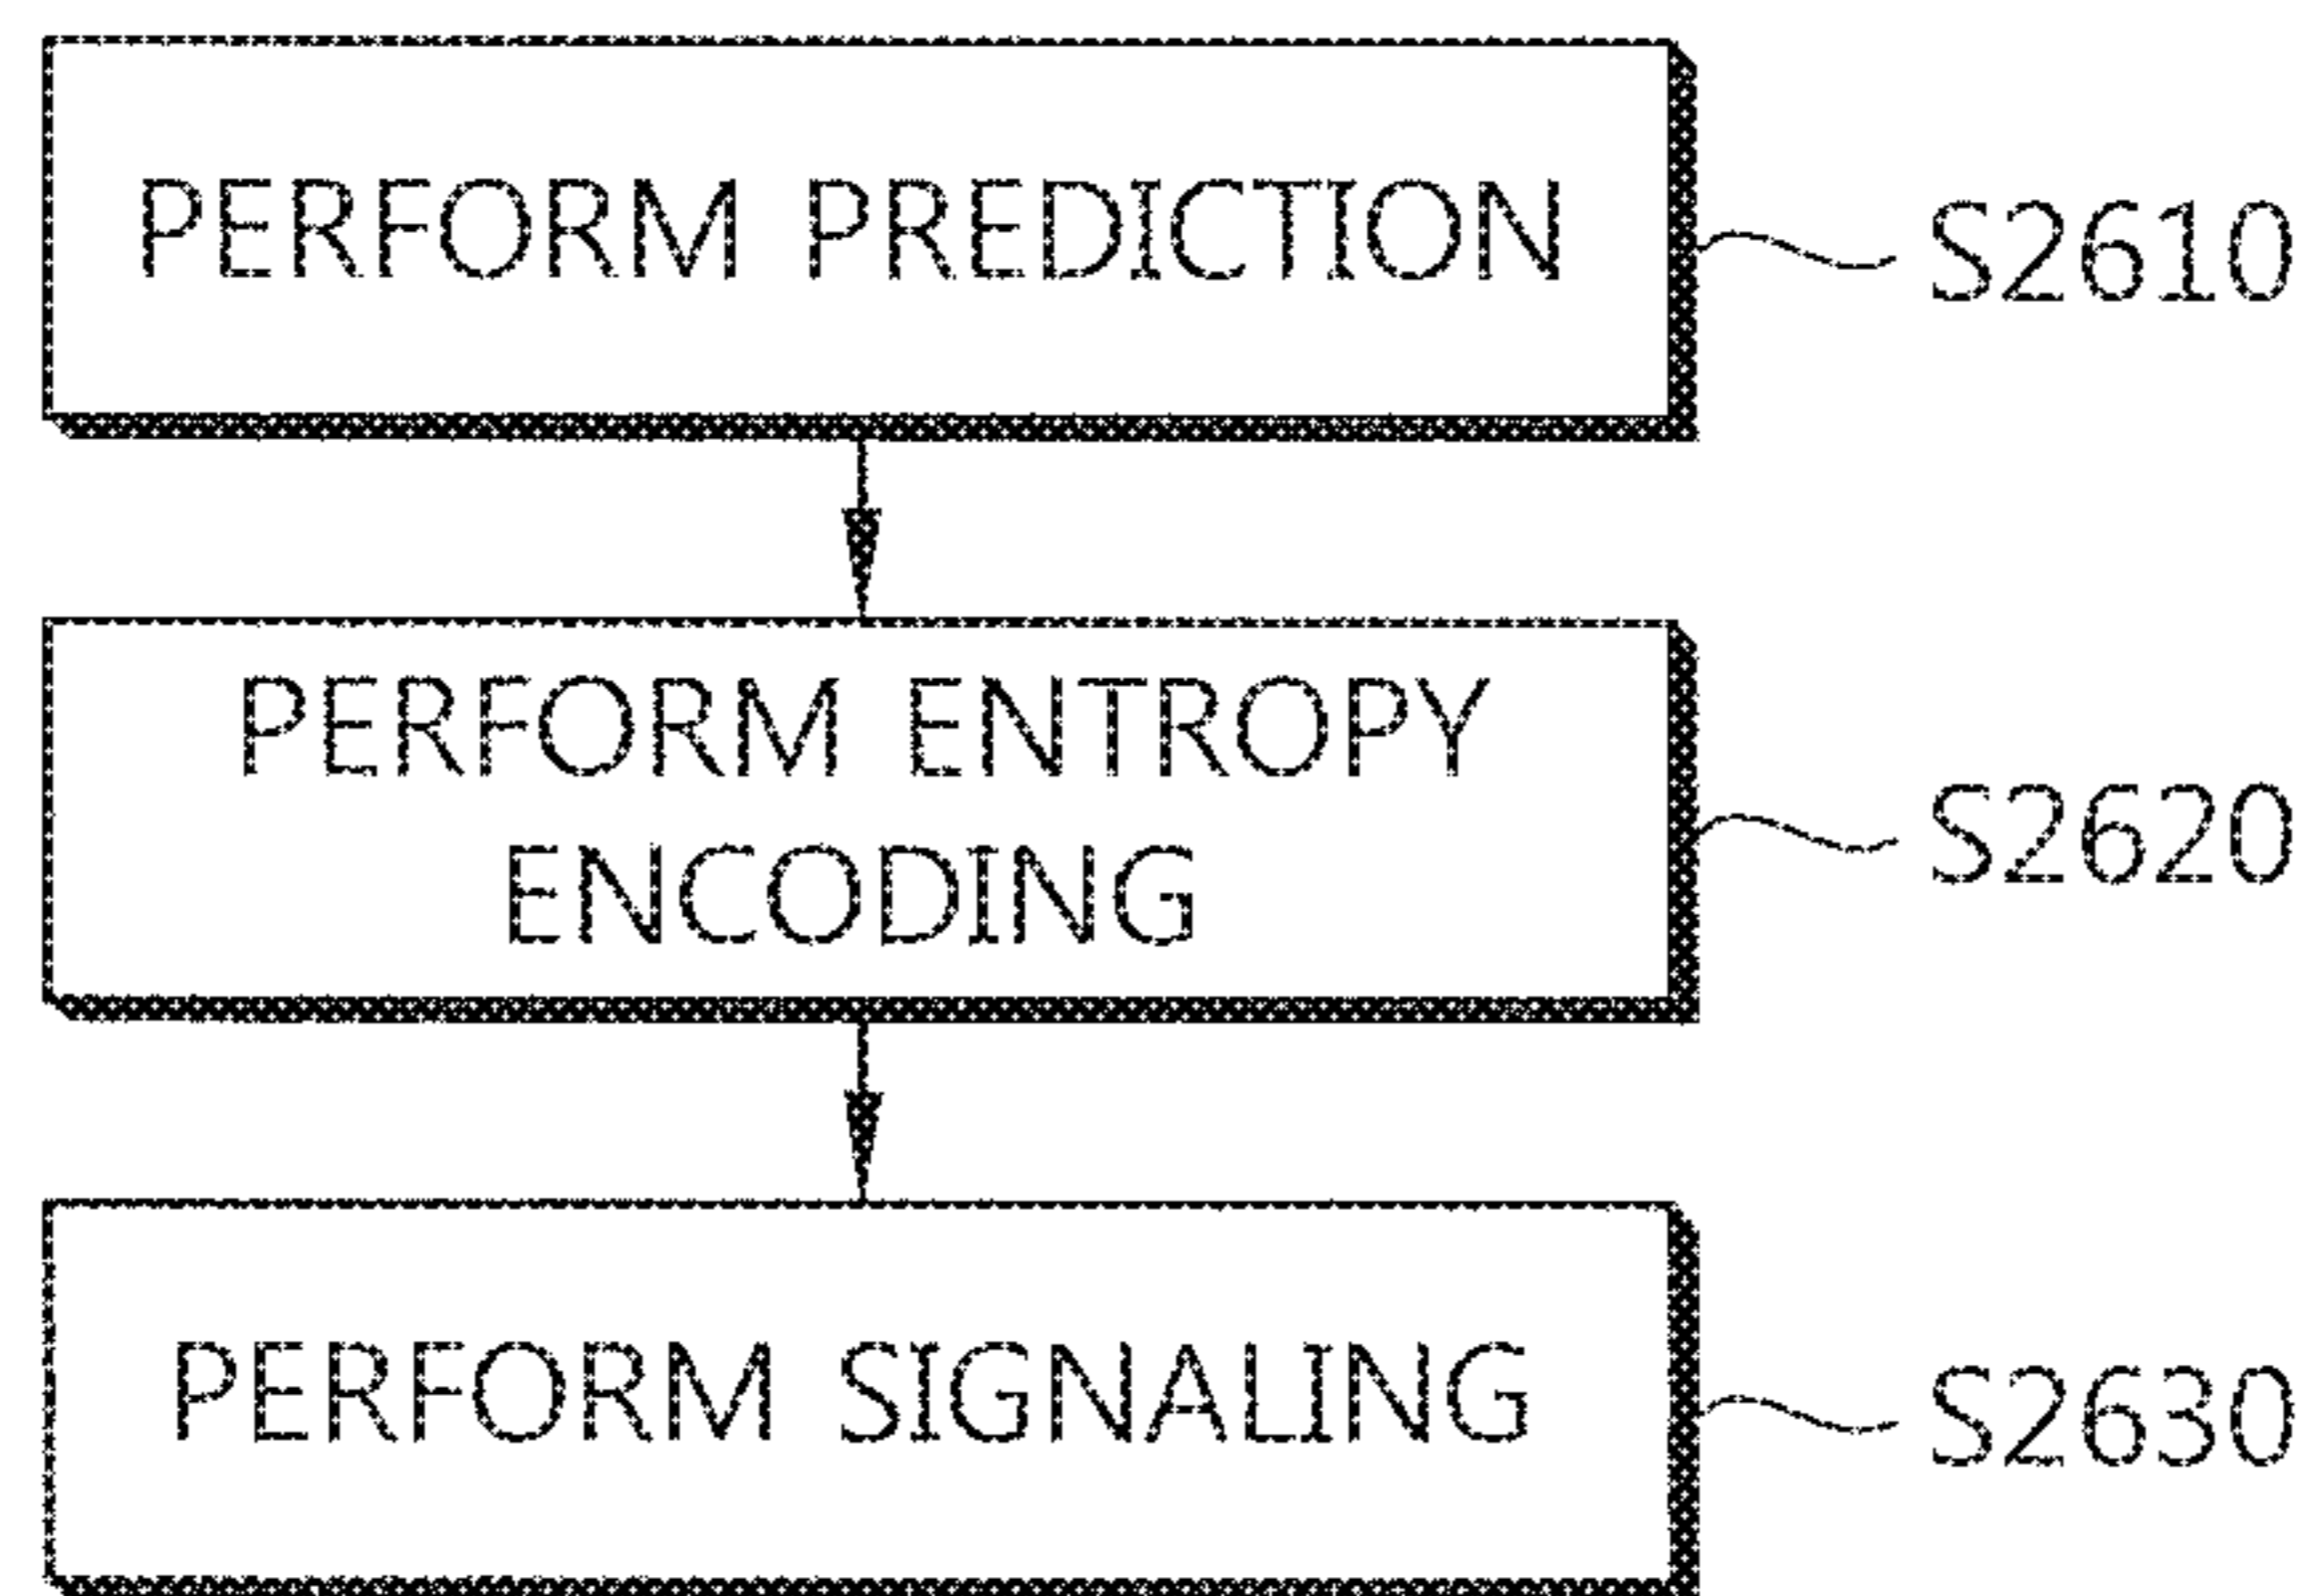 PERFORM PREDICTION
S2610
PERFORM ENTROPY
ENCODING
S2620
PERFORM SIGNALING
S2630